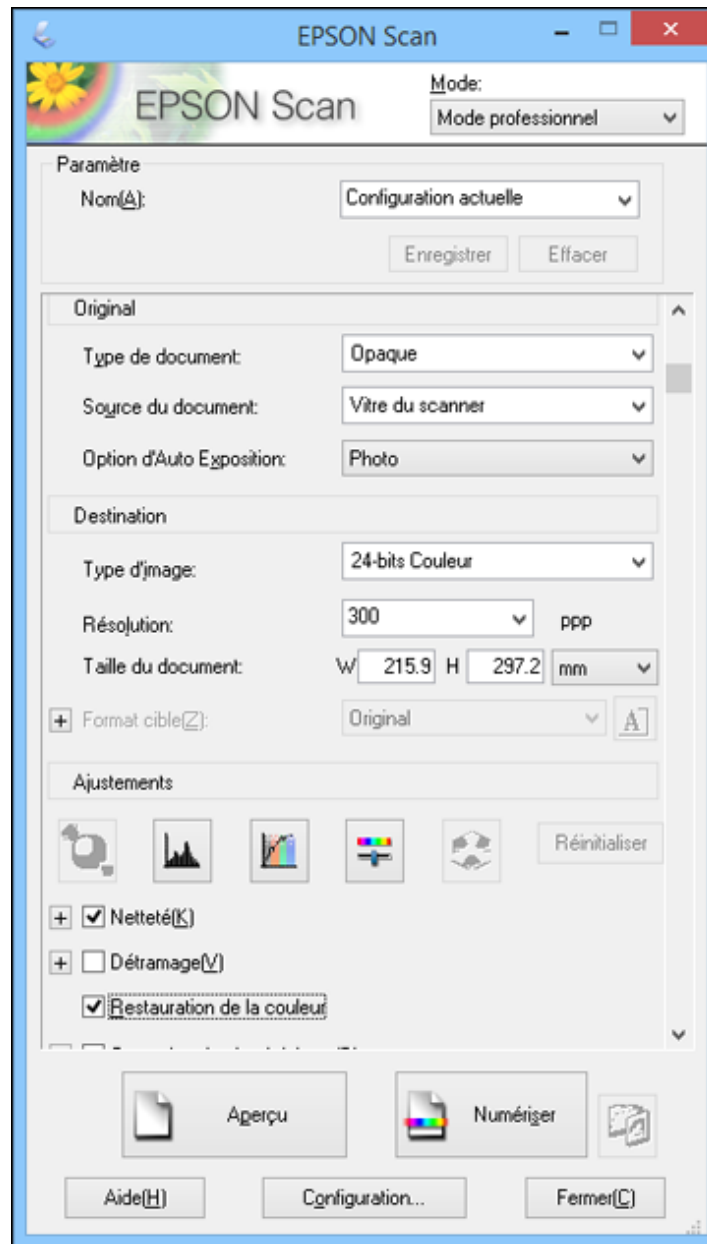 EPSON Scan
EPSON Scan
Mode:
Mode professionnel
Paramètre
Nom(A):
Configuration actuelle
Enregistrer
Effacer
Original
Type de document:
Opaque
Source du document:
Vitre du scanner
Option d'Auto Exposition:
Photo
Destination
Type d'image:
24-bits Couleur
Résolution:
300
ppp
Taille du document:
W 215.9 H 297.2 mm
Format cible(Z):
Original
A
Ajustements
Réinitialiser
Netteté(K)
Détramage(V)
Restauration de la couleur
Aperçu
Numériser
Aide(H)
Configuration...
Fermer(C)